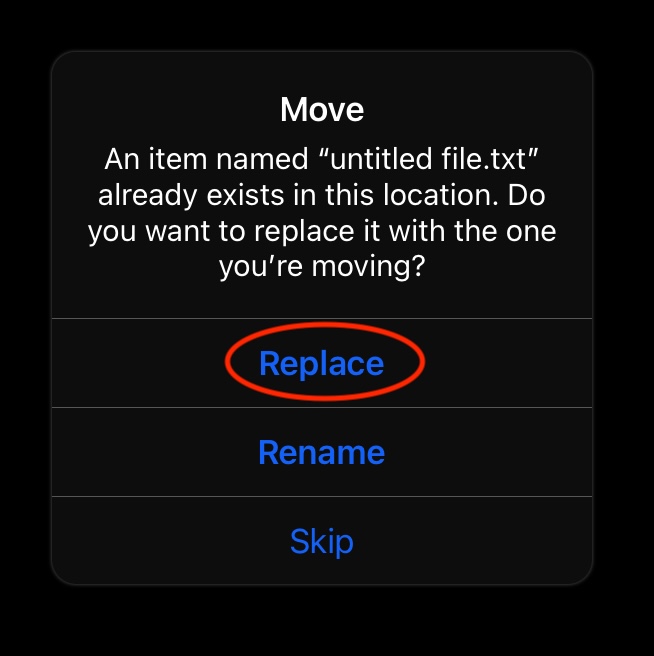 Move
An item named “untitled file.txt”
already exists in this location. Do
you want to replace it with the one
you’re moving?
Replace
Rename
Skip